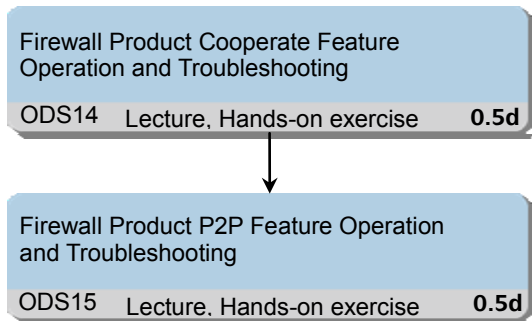 Firewall Product Cooperate Feature
Operation and Troubleshooting
ODS14 Lecture, Hands-on exercise 0.5d
Firewall Product P2P Feature Operation
and Troubleshooting
ODS15 Lecture, Hands-on exercise 0.5d